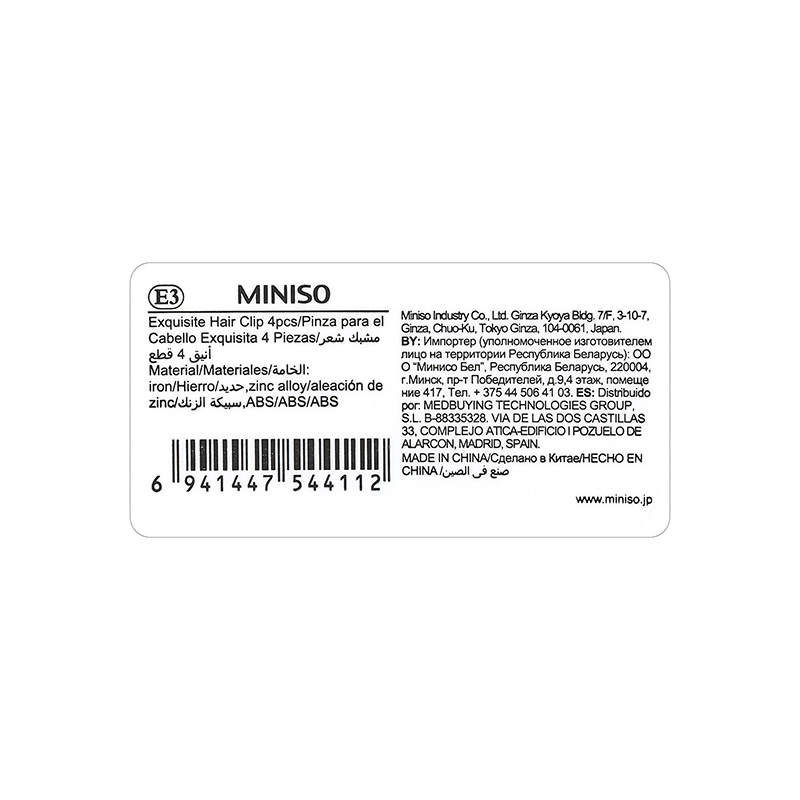 E3 MINISO
Exquisite Hair Clip 4pcs/Pinza para el
Cabello Exquisita 4 Piezas/مشبك شعر
أنيق 4 قطع
Material/Materiales/الخامة:
iron/Hierro/حديد,zinc alloy/aleación de
zinc/سبيكة الزنك,ABS/ABS/ABS
6 941447 544112
Miniso Industry Co., Ltd. Ginza Kyoya Bldg. 7/F, 3-10-7,
Ginza, Chuo-Ku, Tokyo Ginza, 104-0061, Japan.
BY: Импортер (уполномоченное изготовителем
лицо на территории Республика Беларусь): ОО
О "Минисо Бел", Республика Беларусь, 220004,
г.Минск, пр-т Победителей, д.9,4 этаж, помеще
ние 417, Тел. + 375 44 506 41 03. ES: Distribuido
por: MEDBUYING TECHNOLOGIES GROUP,
S.L. B-88335328. VIA DE LAS DOS CASTILLAS
33, COMPLEJO ATICA-EDIFICIO I POZUELO DE
ALARCON, MADRID, SPAIN.
MADE IN CHINA/Сделано в Китае/HECHO EN
CHINA/صنع في الصين
www.miniso.jp